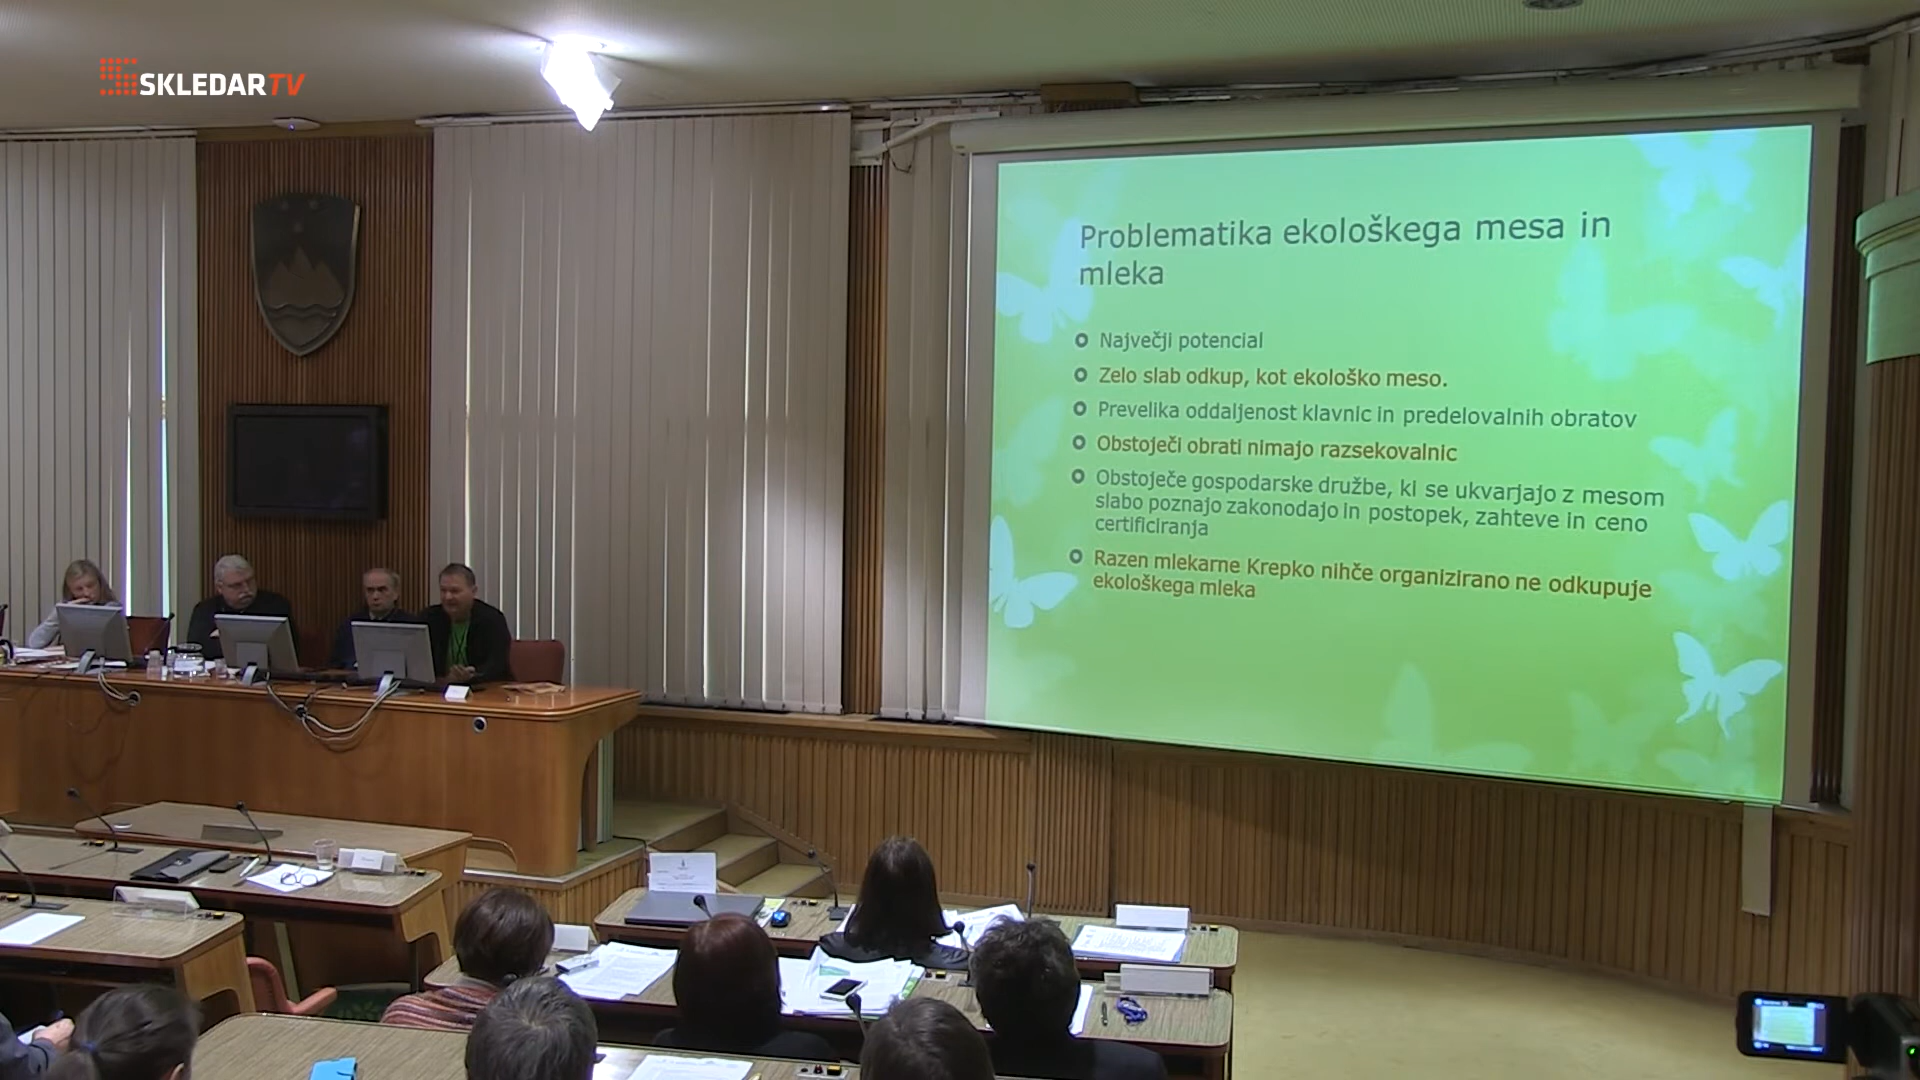 SKLEDARTV
Problematika ekološkega mesa in
mleka
Največji potencial
Zelo slab odkup, kot ekološko meso.
Prevelika oddaljenost klavnic in predelovalnih obratov
Obstoječi obrati nimajo razsekovalnic
Obstoječe gospodarske družbe, ki se ukvarjajo z mesom
slabo poznajo zakonodajo in postopek, zahteve in ceno
certificiranja
Razen mlekarne Krepko nihče organizirano ne odkupuje
ekološkega mleka